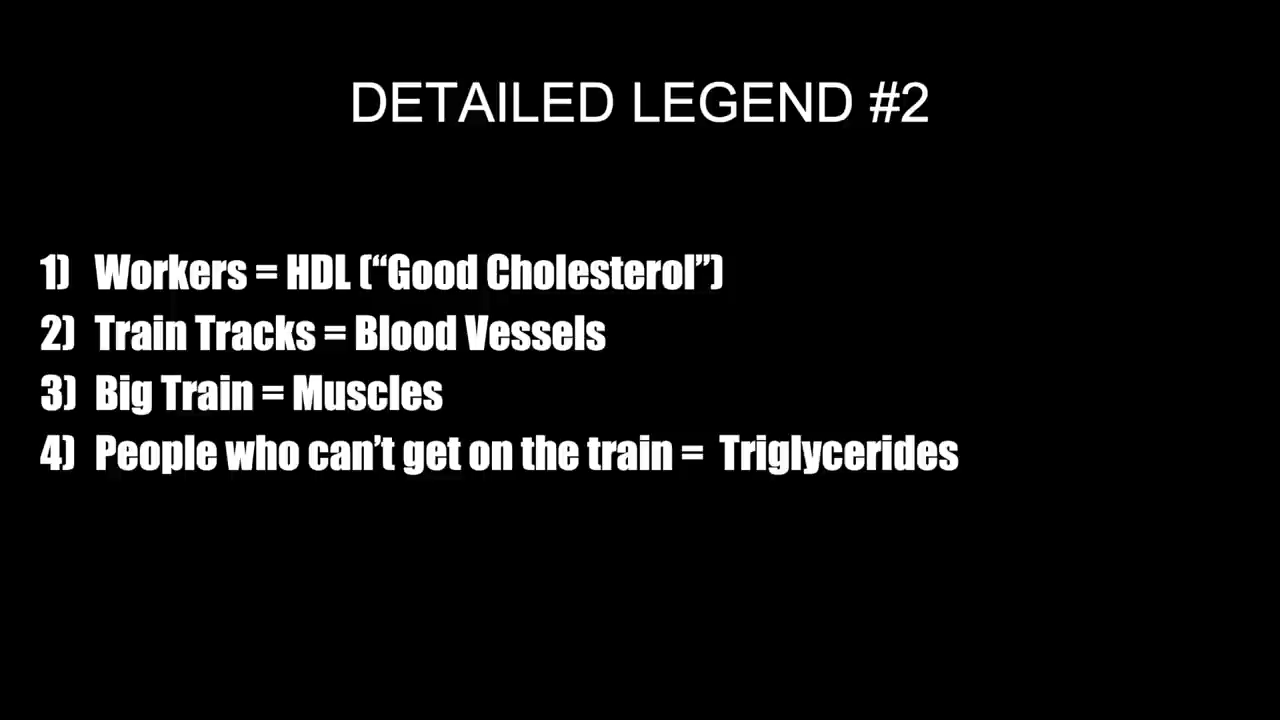 DETAILED LEGEND #2
1) Workers = HDL (“Good Cholesterol”)
2) Train Tracks = Blood Vessels
3) Big Train = Muscles
4) People who can’t get on the train = Triglycerides